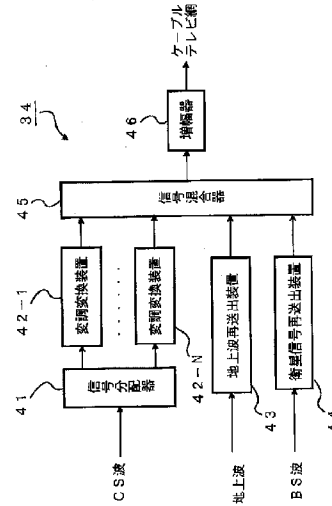 34
41
42-1
45
46
CS波
信号分配器
変調変換装置
・・・・・・
変調変換装置
42-N
信号混合器
増幅器
ケーブル
テレビ網
地上波
地上波再送出装置
43
BS波
衛星信号再送出装置
44